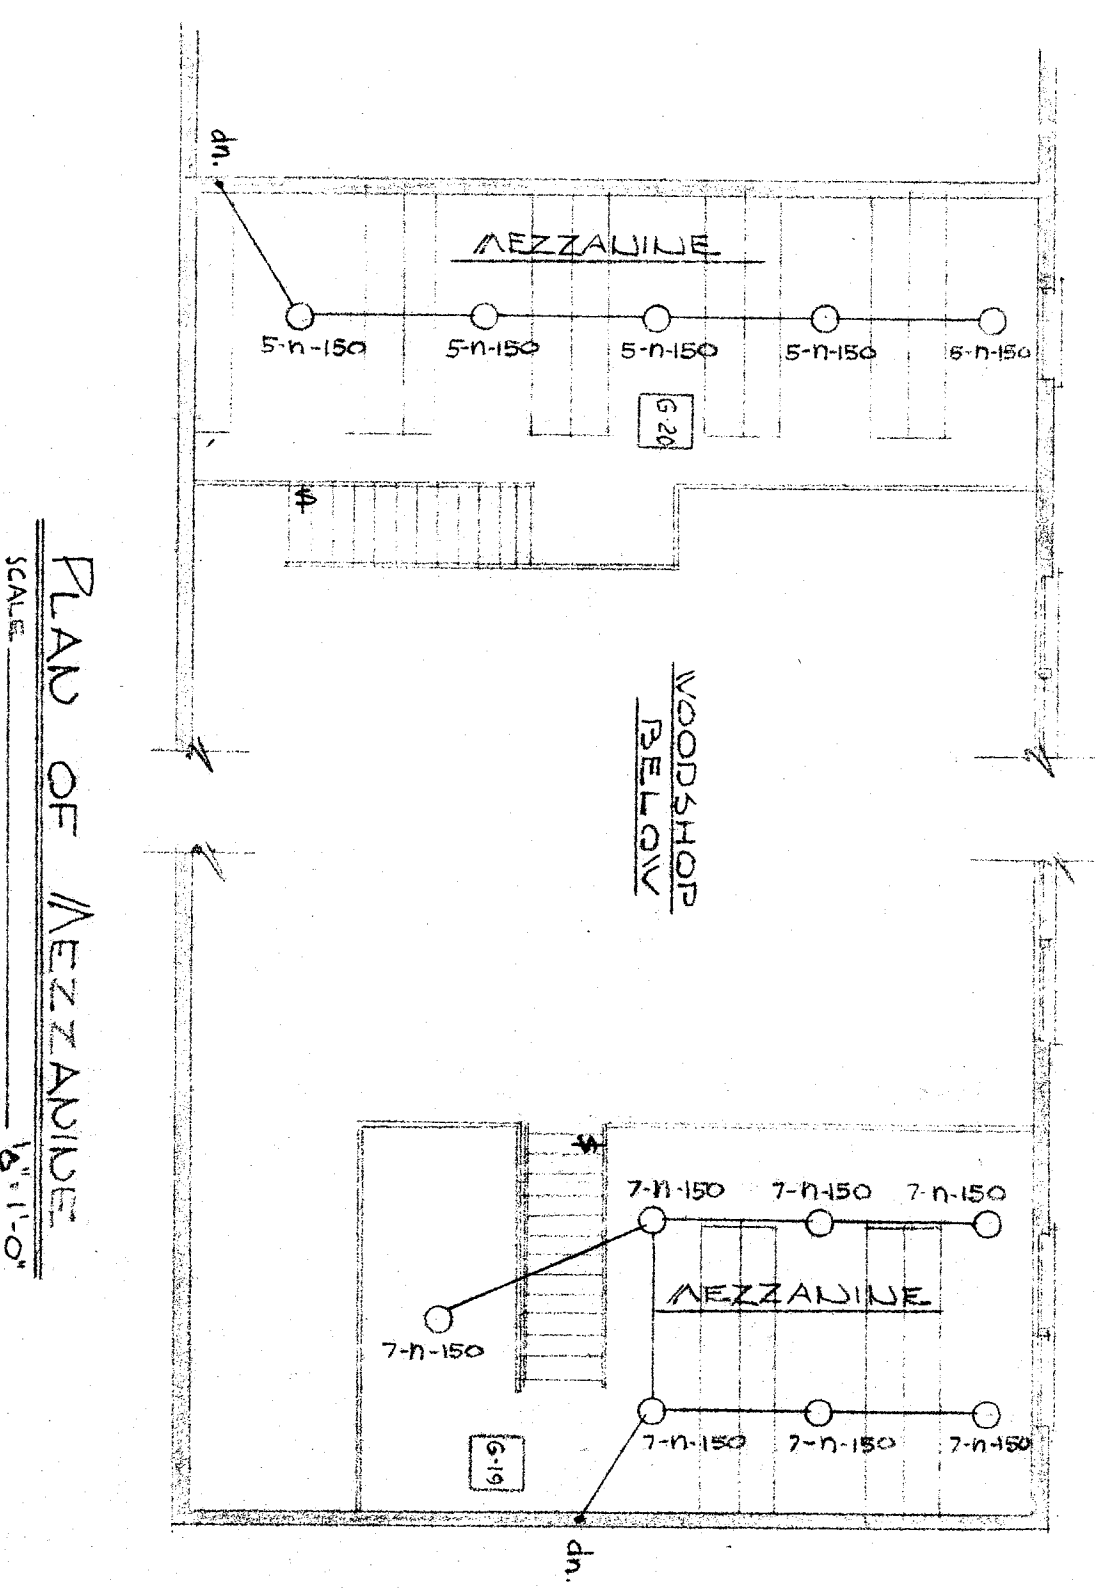 dn.
MEZZANINE
5-n-150 5-n-150 5-n-150 5-n-150 5-n-150
G-20
$
WOODSHOP
BELOW
$
7-n-150 7-n-150 7-n-150
MEZZANINE
7-n-150
7-n-150 7-n-150 7-n-150
G-19
dn.
PLAN OF MEZZANINE
SCALE 1/8" = 1'-0"